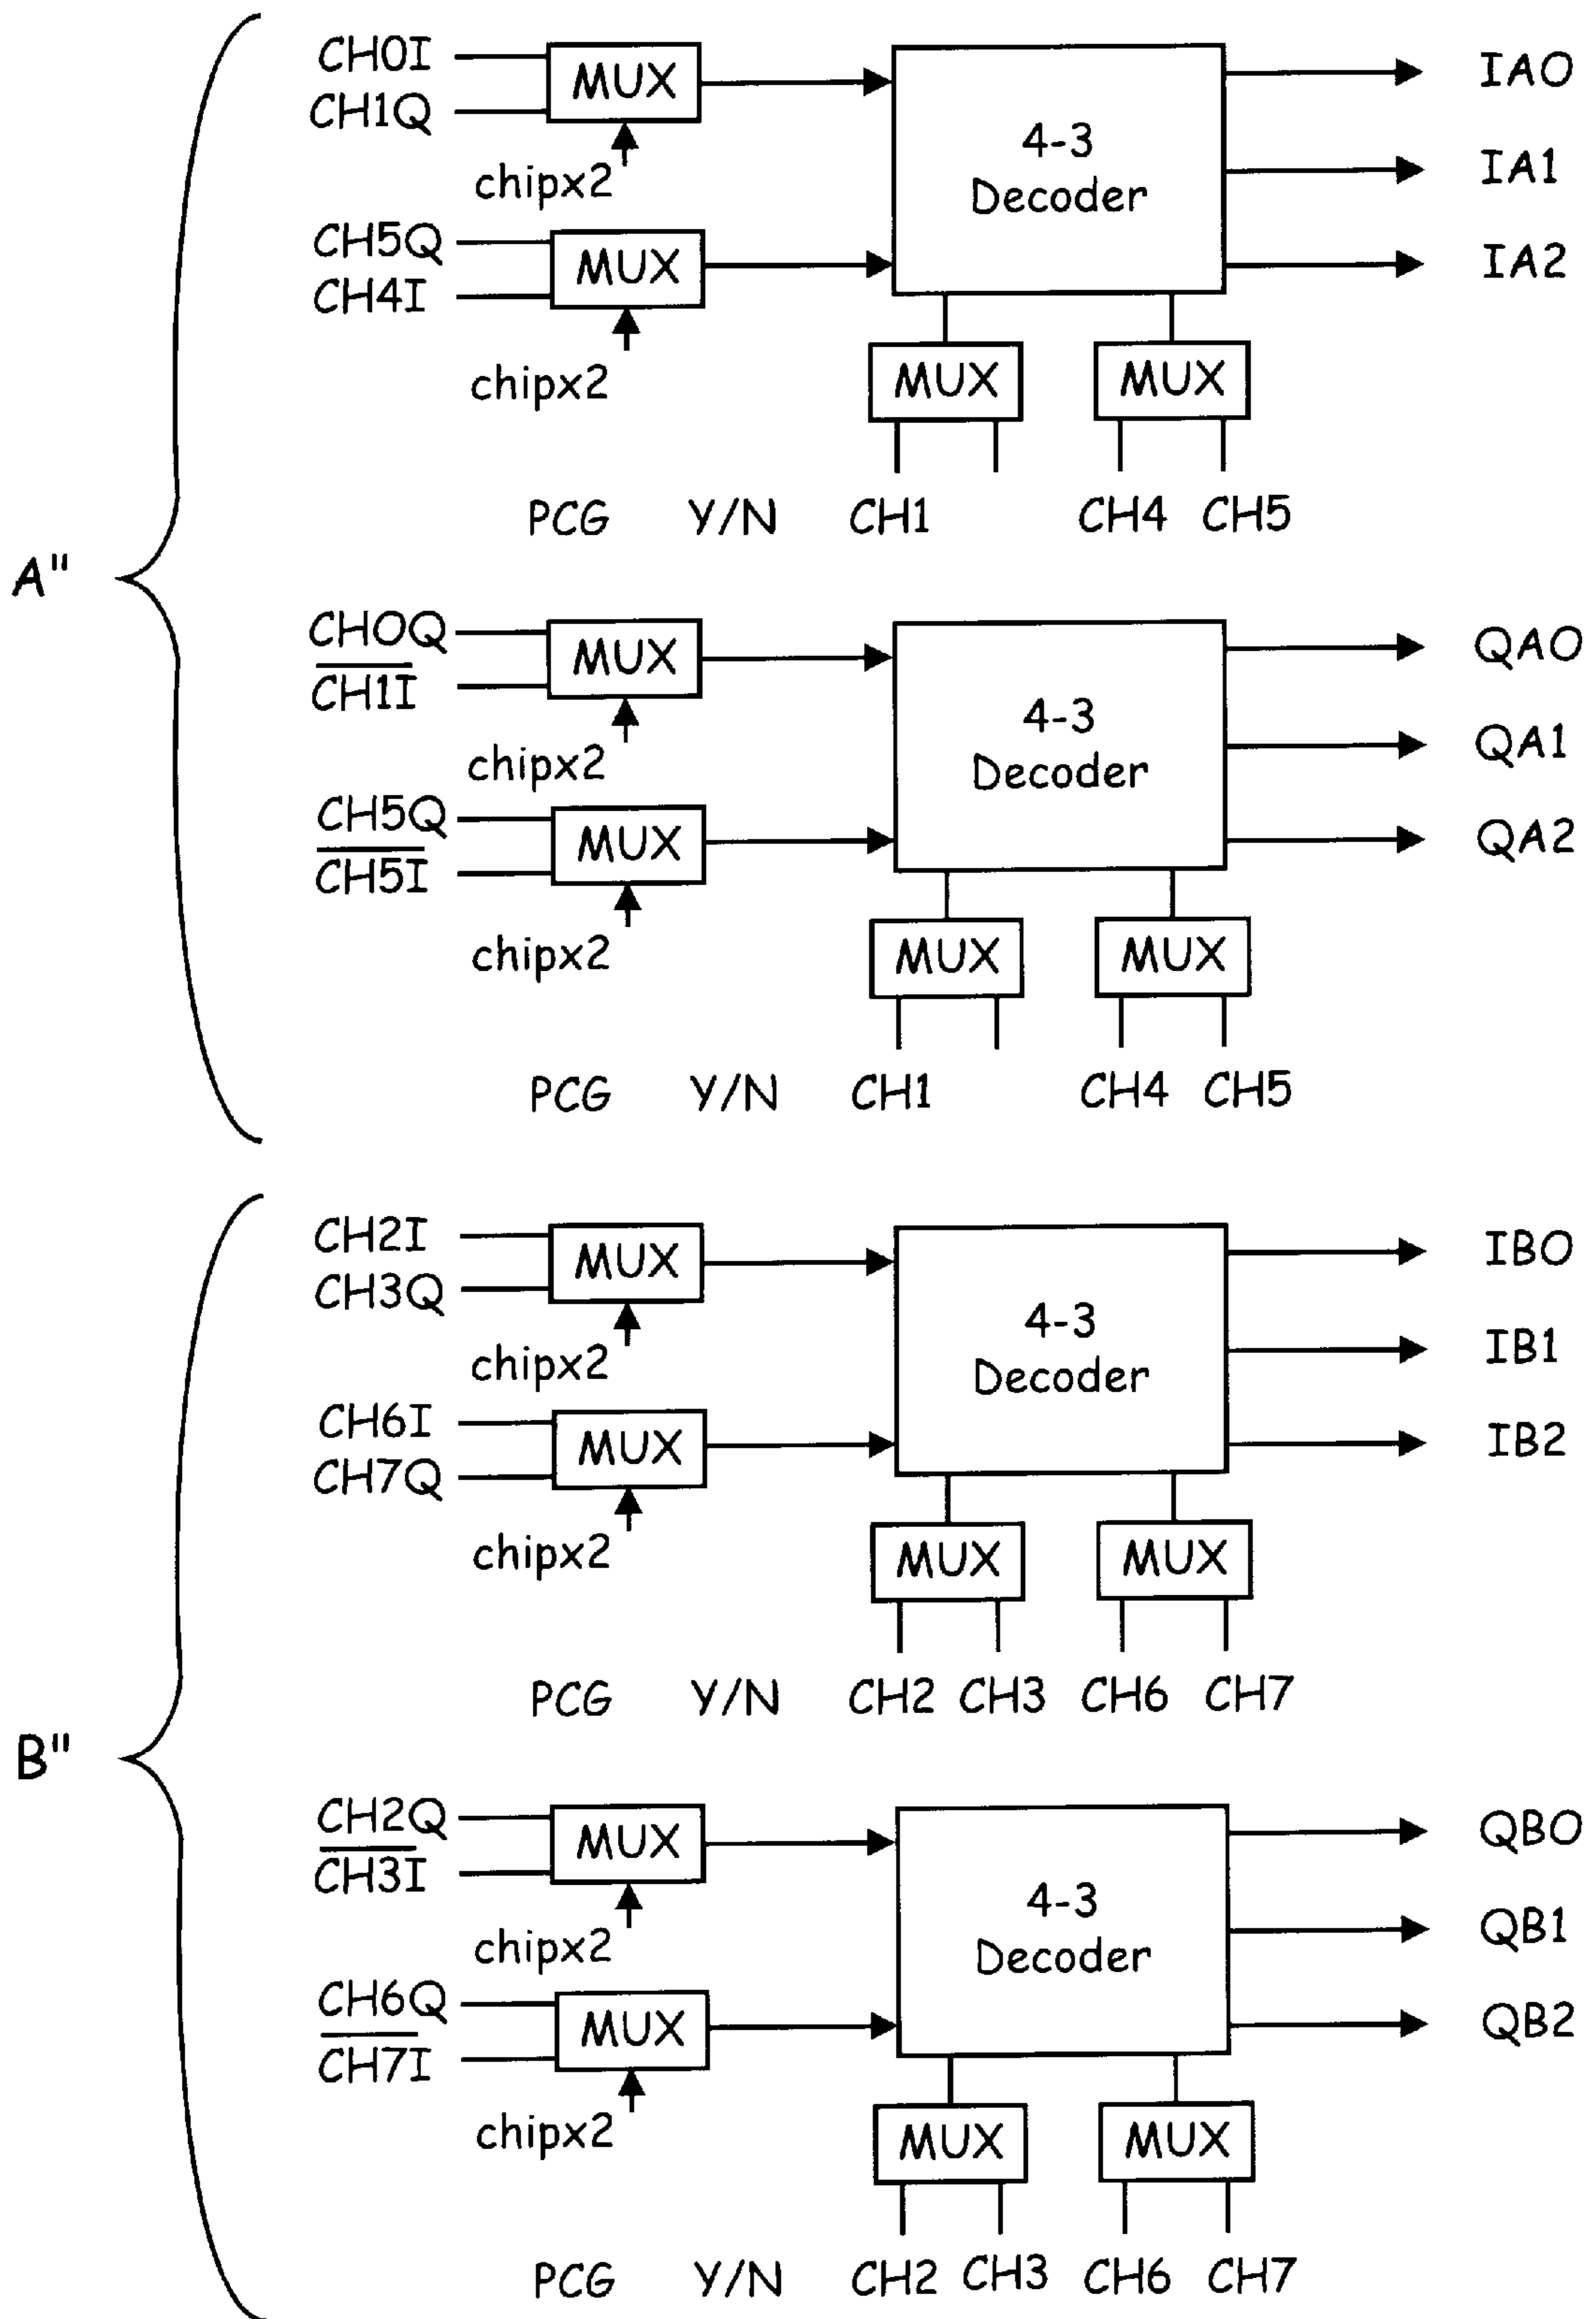 A"
CH0I
CH1Q
MUX
chipx2
CH5Q
CH4I
MUX
chipx2
4-3
Decoder
IA0
IA1
IA2
MUX
MUX
PCG Y/N CH1 CH4 CH5
CH0Q
C̅H̅1̅I̅
MUX
chipx2
CH5Q
C̅H̅5̅I̅
MUX
chipx2
4-3
Decoder
QA0
QA1
QA2
MUX
MUX
PCG Y/N CH1 CH4 CH5
B"
CH2I
CH3Q
MUX
chipx2
CH6I
CH7Q
MUX
chipx2
4-3
Decoder
IB0
IB1
IB2
MUX
MUX
PCG Y/N CH2 CH3 CH6 CH7
CH2Q
C̅H̅3̅I̅
MUX
chipx2
CH6Q
C̅H̅7̅I̅
MUX
chipx2
4-3
Decoder
QB0
QB1
QB2
MUX
MUX
PCG Y/N CH2 CH3 CH6 CH7